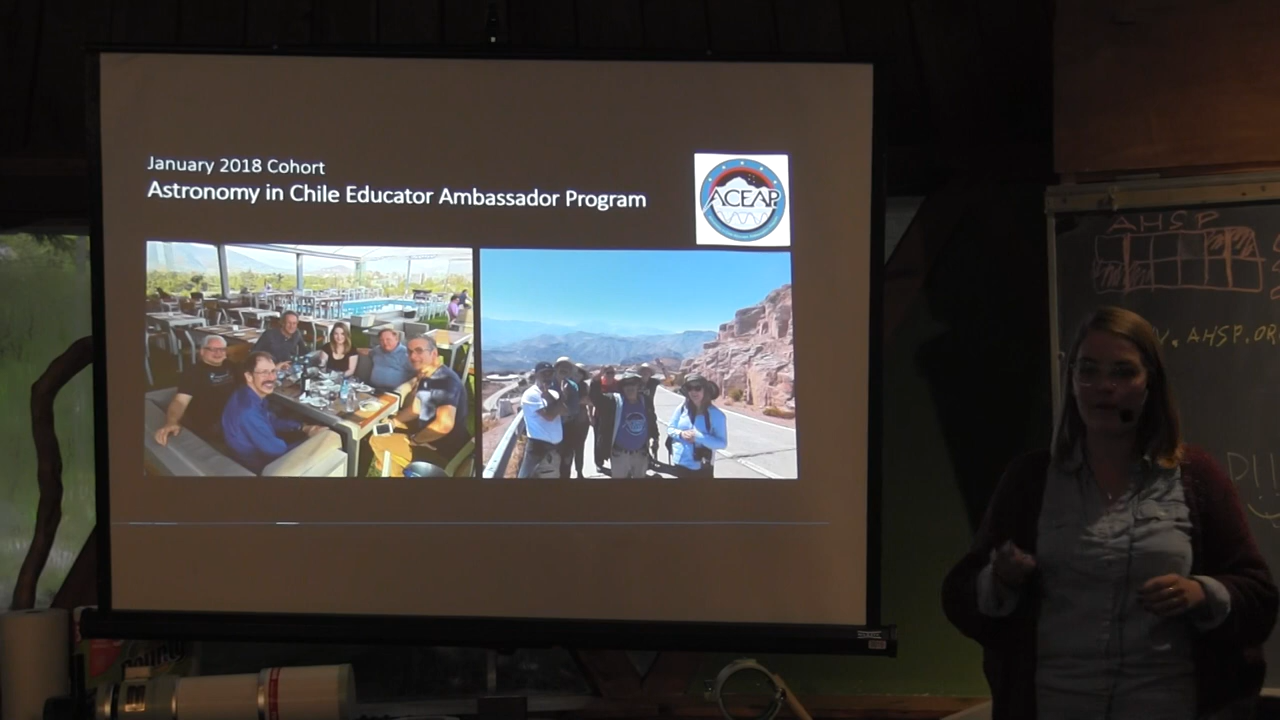 January 2018 Cohort
Astronomy in Chile Educator Ambassador Program
ACEAP
AHSP
AHSP.OR